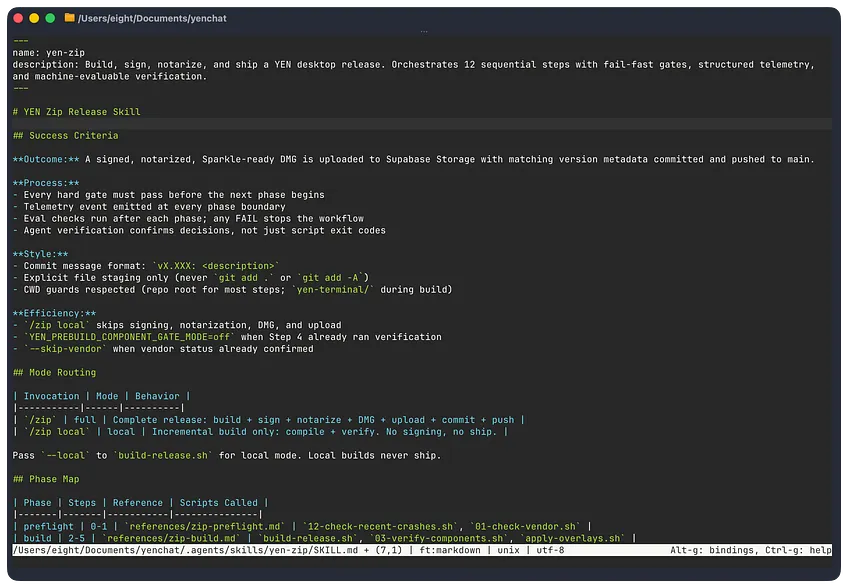 /Users/eight/Documents/yenchat
...
---
name: yen-zip
description: Build, sign, notarize, and ship a YEN desktop release. Orchestrates 12 sequential steps with fail-fast gates, structured telemetry,
and machine-evaluable verification.
---
# YEN Zip Release Skill
## Success Criteria
**Outcome:** A signed, notarized, Sparkle-ready DMG is uploaded to Supabase Storage with matching version metadata committed and pushed to main.
**Process:**
- Every hard gate must pass before the next phase begins
- Telemetry event emitted at every phase boundary
- Eval checks run after each phase; any FAIL stops the workflow
- Agent verification confirms decisions, not just script exit codes
**Style:**
- Commit message format: `vX.XXX: <description>`
- Explicit file staging only (never `git add .` or `git add -A`)
- CWD guards respected (repo root for most steps; `yen-terminal/` during build)
**Efficiency:**
- `/zip local` skips signing, notarization, DMG, and upload
- `YEN_PREBUILD_COMPONENT_GATE_MODE=off` when Step 4 already ran verification
- `--skip-vendor` when vendor status already confirmed
## Mode Routing
| Invocation | Mode | Behavior |
|-----------|------|----------|
| `/zip` | full | Complete release: build + sign + notarize + DMG + upload + commit + push |
| `/zip local` | local | Incremental build only: compile + verify. No signing, no ship. |
Pass `--local` to `build-release.sh` for local mode. Local builds never ship.
## Phase Map
| Phase | Steps | Reference | Scripts Called |
|-------|-------|-----------|---------------|
| preflight | 0-1 | `references/zip-preflight.md` | `12-check-recent-crashes.sh`, `01-check-vendor.sh` |
| build | 2-5 | `references/zip-build.md` | `build-release.sh`, `03-verify-components.sh`, `apply-overlays.sh` |
/Users/eight/Documents/yenchat/.agents/skills/yen-zip/SKILL.md + (7,1) | ft:markdown | unix | utf-8 Alt-g: bindings, Ctrl-g: help